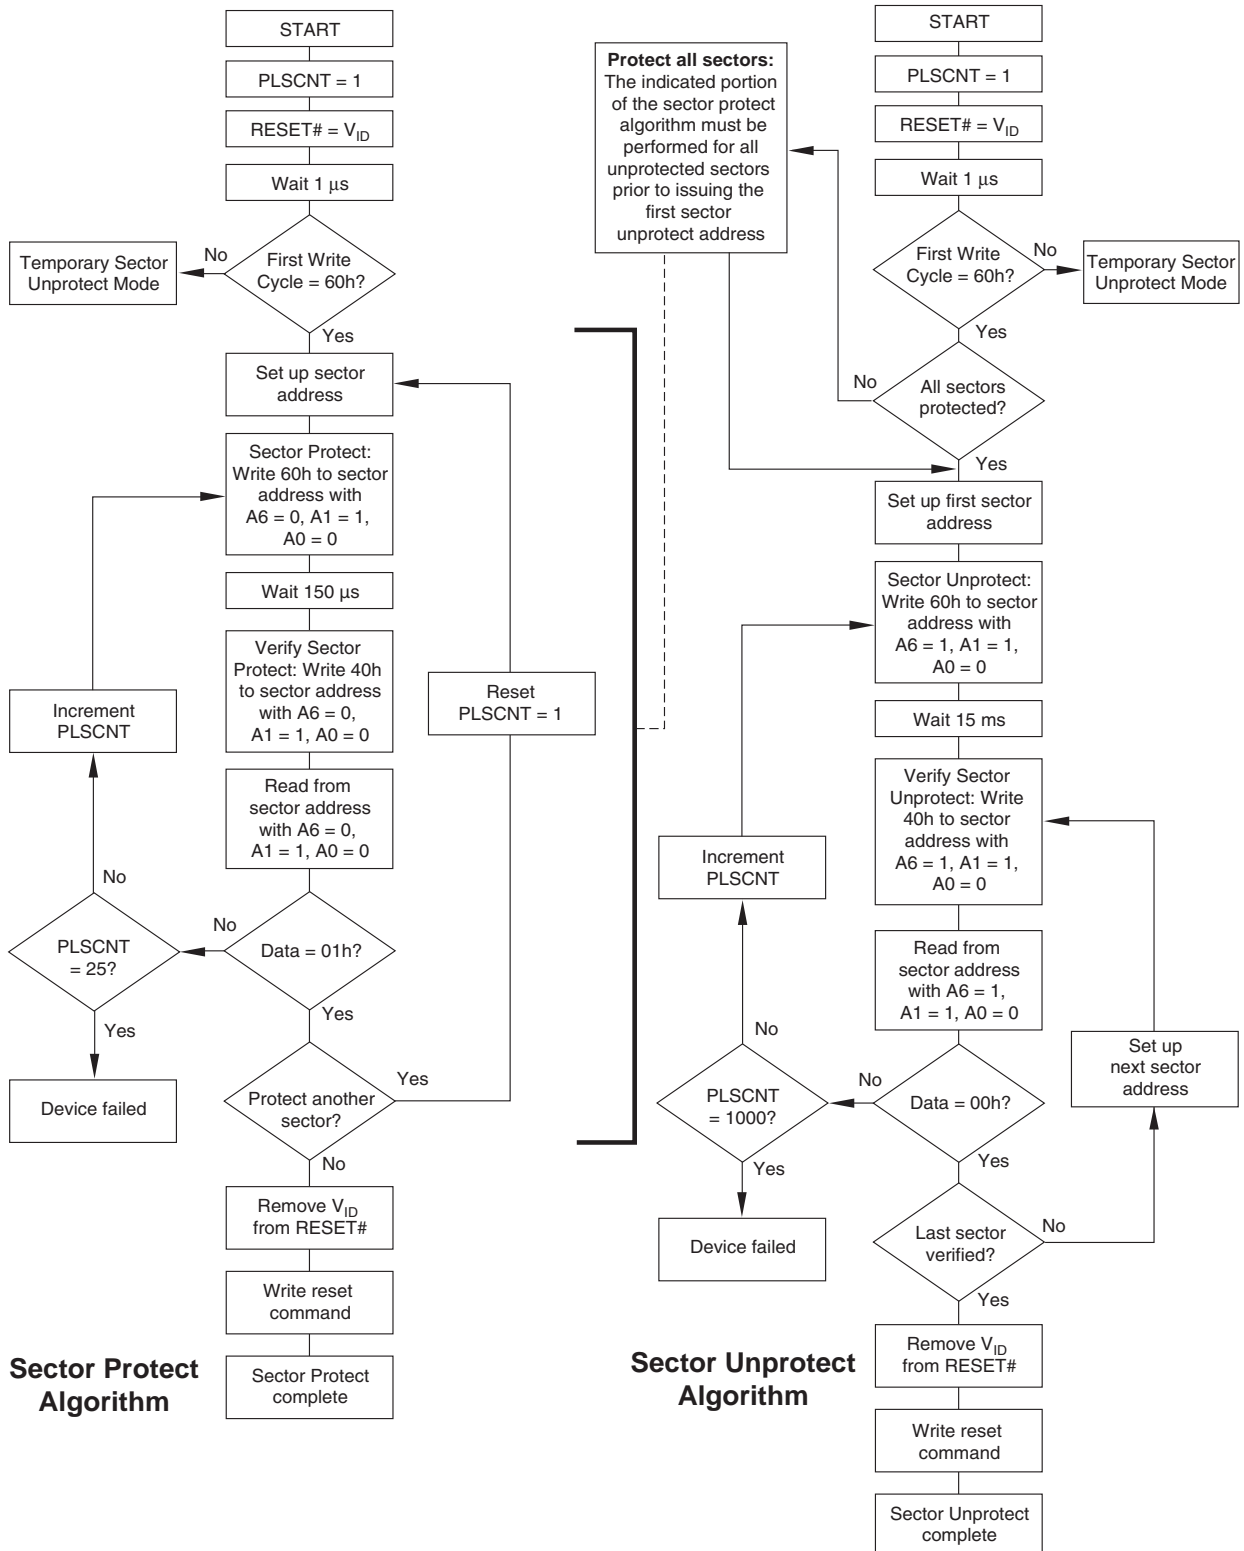 START
PLSCNT = 1
RESET# = VID
Wait 1 μs
First Write
Cycle = 60h?
No
Temporary Sector
Unprotect Mode
Yes
Set up sector
address
Sector Protect:
Write 60h to sector
address with
A6 = 0, A1 = 1,
A0 = 0
Wait 150 µs
Verify Sector
Protect: Write 40h
to sector address
with A6 = 0,
A1 = 1, A0 = 0
Read from
sector address
with A6 = 0,
A1 = 1, A0 = 0
Data = 01h?
No
PLSCNT
= 25?
No
Increment
PLSCNT
Yes
Device failed
Yes
Protect another
sector?
Yes
Reset
PLSCNT = 1
No
Remove VID
from RESET#
Write reset
command
Sector Protect
complete
Sector Protect
Algorithm
Protect all sectors:
The indicated portion
of the sector protect
algorithm must be
performed for all
unprotected sectors
prior to issuing the
first sector
unprotect address
START
PLSCNT = 1
RESET# = VID
Wait 1 μs
First Write
Cycle = 60h?
No
Temporary Sector
Unprotect Mode
Yes
All sectors
protected?
No
Yes
Set up first sector
address
Sector Unprotect:
Write 60h to sector
address with
A6 = 1, A1 = 1,
A0 = 0
Wait 15 ms
Verify Sector
Unprotect: Write
40h to sector
address with
A6 = 1, A1 = 1,
A0 = 0
Read from
sector address
with A6 = 1,
A1 = 1, A0 = 0
Data = 00h?
No
PLSCNT
= 1000?
No
Increment
PLSCNT
Yes
Device failed
Yes
Last sector
verified?
No
Set up
next sector
address
Yes
Remove VID
from RESET#
Write reset
command
Sector Unprotect
complete
Sector Unprotect
Algorithm